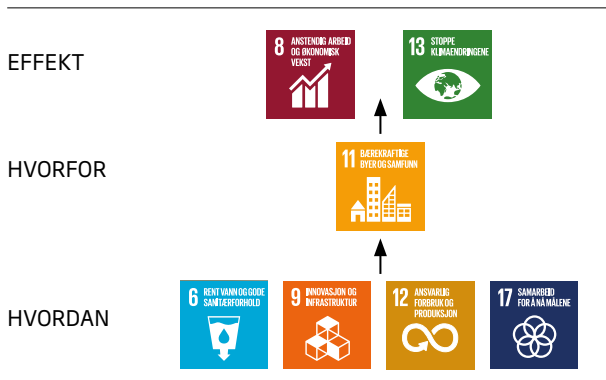 EFFEKT
8 ANSTENDIG ARBEID
OG ØKONOMISK
VEKST
13 STOPPE
KLIMAENDRINGENE
HVORFOR
11 BÆREKRAFTIGE
BYER OG SAMFUNN
HVORDAN
6 RENT VANN OG GODE
SANITÆRFORHOLD
9 INNOVASJON OG
INFRASTRUKTUR
12 ANSVARLIG
FORBRUK OG
PRODUKSJON
17 SAMARBEID
FOR Å NÅ MÅLENE